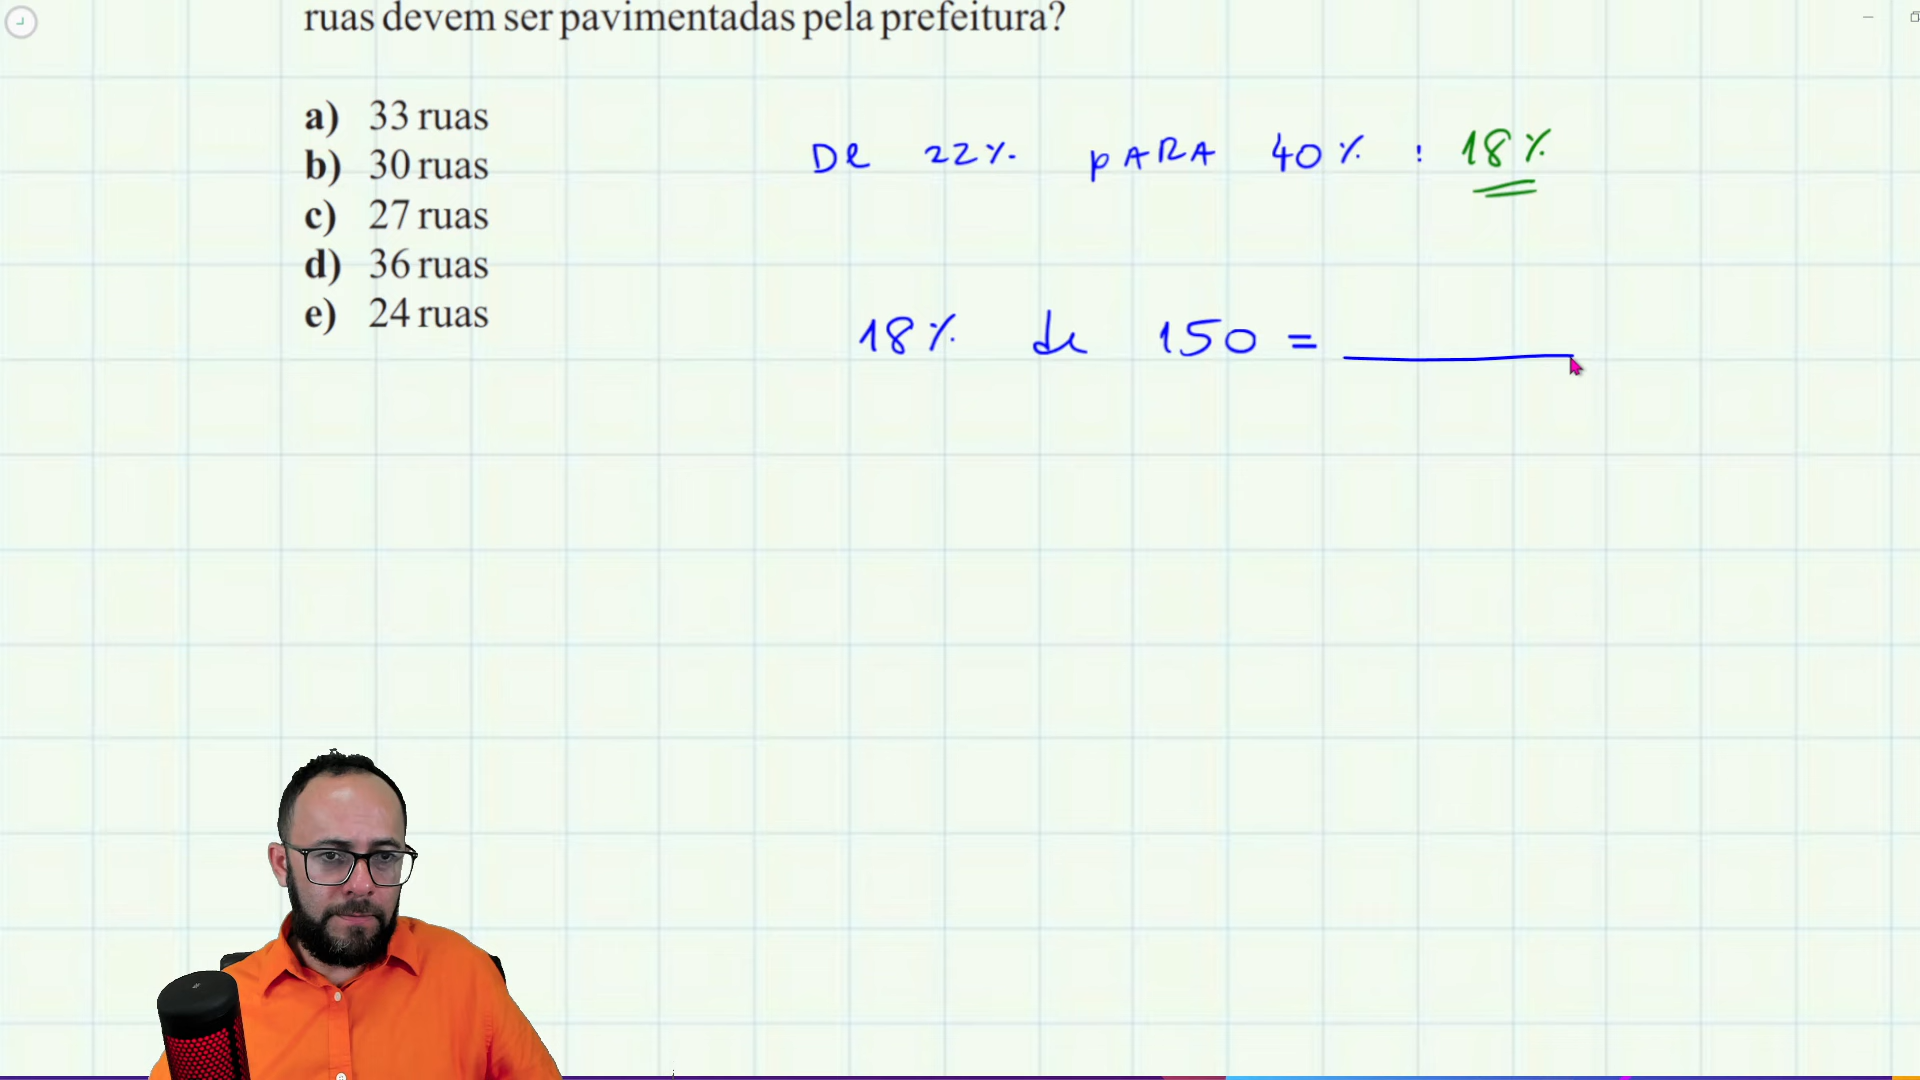 ruas devem ser pavimentadas pela prefeitura?
a) 33 ruas
b) 30 ruas
c) 27 ruas
d) 36 ruas
e) 24 ruas
De 22% PARA 40% : 18%
18% de 150 =